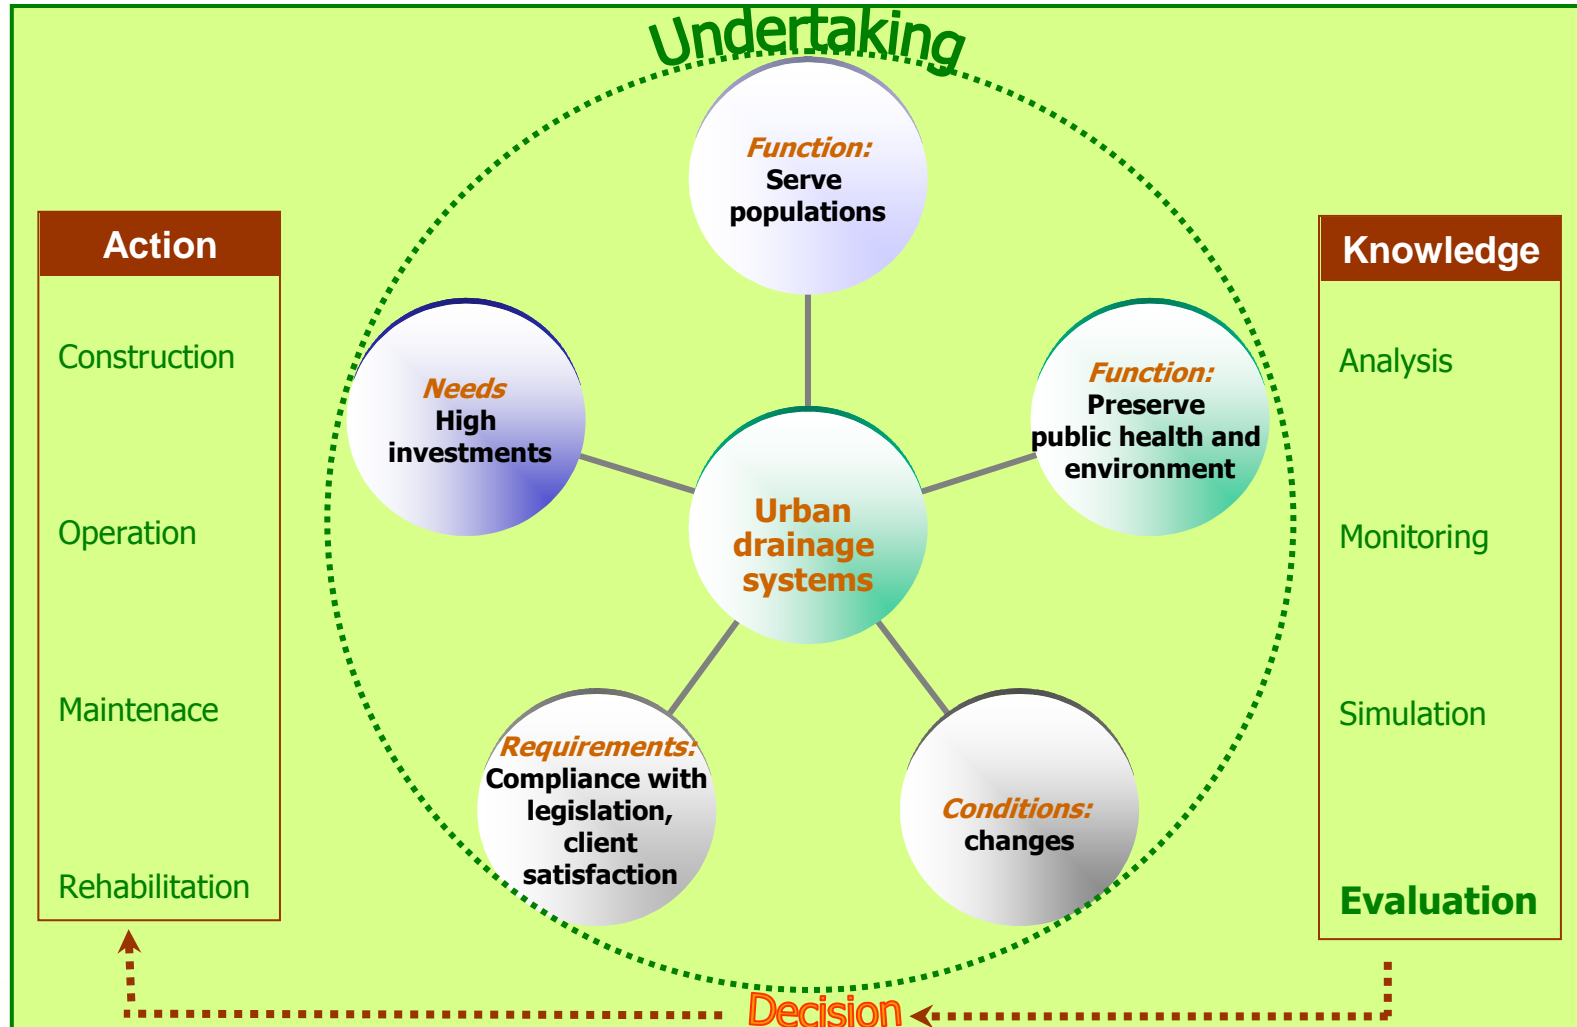 Undertaking
Function:
Serve
populations
Action
Construction
Operation
Maintenace
Rehabilitation
Needs
High
investments
Urban
drainage
systems
Function:
Preserve
public health and
environment
Requirements:
Compliance with
legislation,
client
satisfaction
Conditions:
changes
Knowledge
Analysis
Monitoring
Simulation
Evaluation
Decision